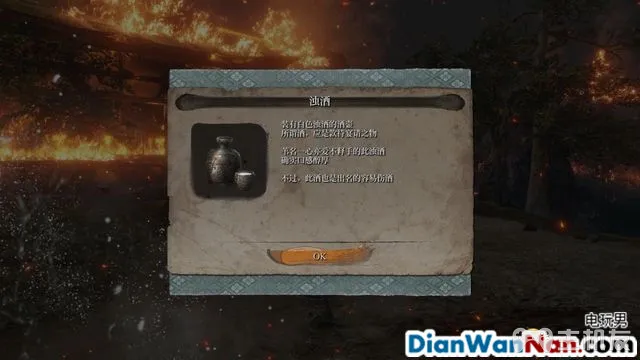 浊酒
装有白色浊酒的酒壶
所谓酒，应是款待宴请之物
苇名一心亦爱不释手的此浊酒
确实口感醇厚
不过，此酒也是出名的容易伤酒
OK
电玩男
DianWanNan.com